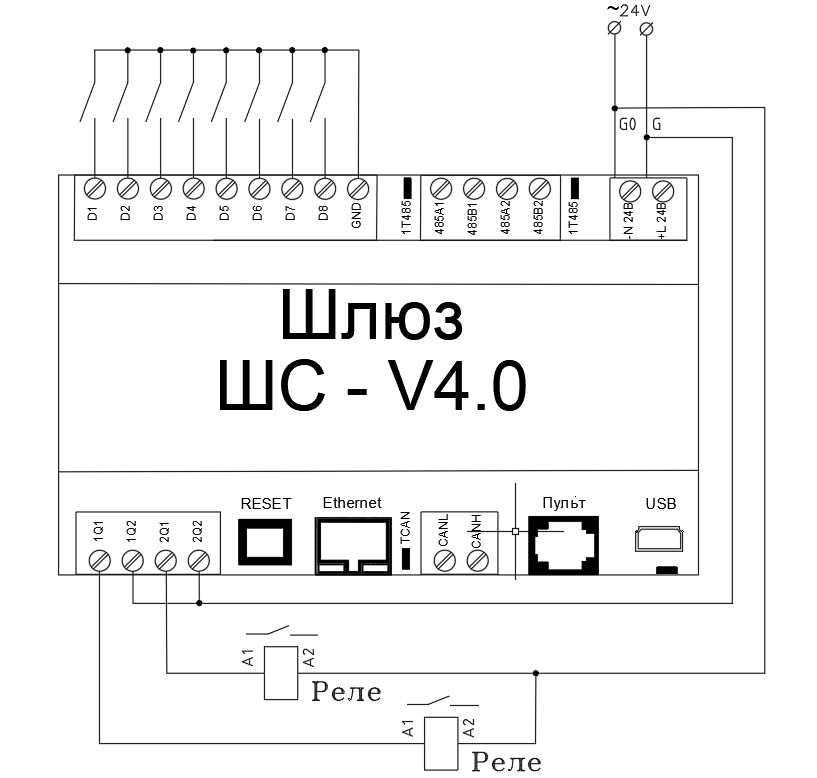 ~24V
G0 G
D1 D2 D3 D4 D5 D6 D7 D8 GND 1T485 485A1 485B1 485A2 485B2 1T485 -N 24В +L 24В
Шлюз
ШС - V4.0
RESET Ethernet Пульт USB
1Q1 1Q2 2Q1 2Q2 TCAN CANL CANH
A1 A2
Реле
A1 A2
Реле